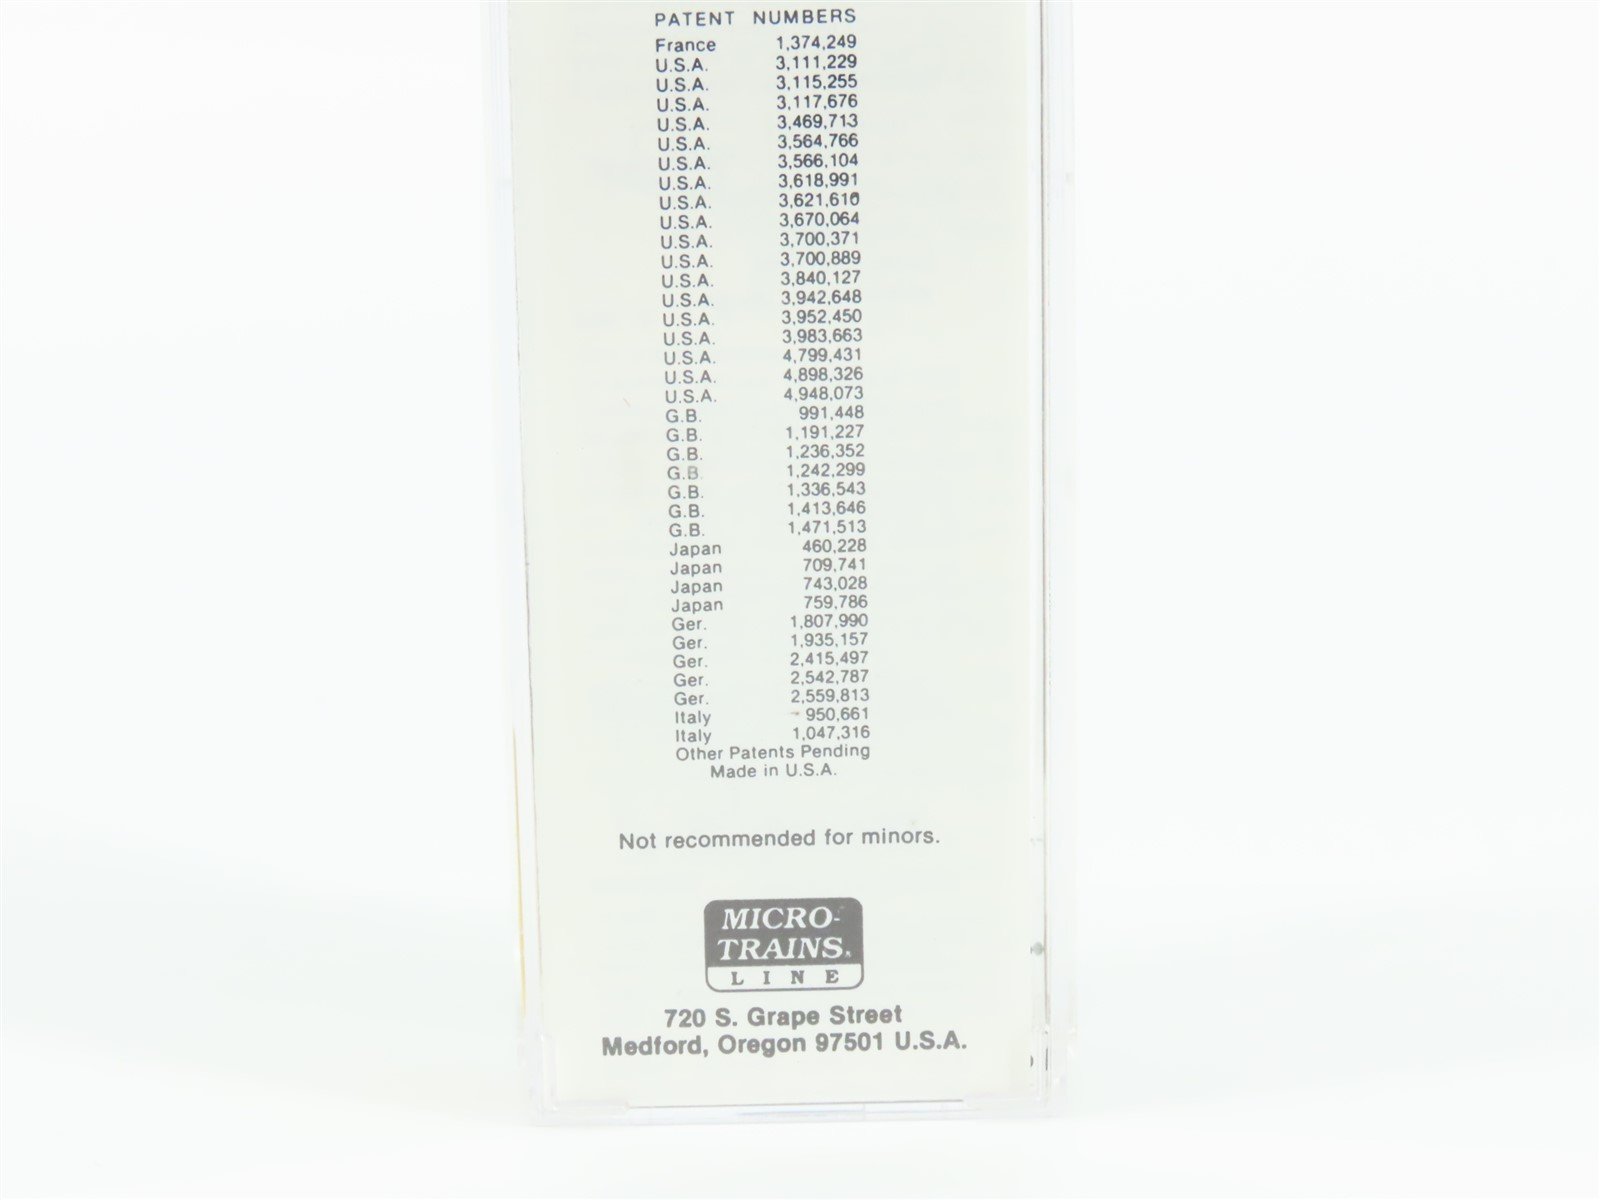 PATENT NUMBERS
France 1,374,249
U.S.A. 3,111,229
U.S.A. 3,115,255
U.S.A. 3,117,676
U.S.A. 3,469,713
U.S.A. 3,564,766
U.S.A. 3,566,104
U.S.A. 3,618,991
U.S.A. 3,621,610
U.S.A. 3,670,064
U.S.A. 3,700,371
U.S.A. 3,700,889
U.S.A. 3,840,127
U.S.A. 3,942,648
U.S.A. 3,952,450
U.S.A. 3,983,663
U.S.A. 4,799,431
U.S.A. 4,898,326
U.S.A. 4,948,073
G.B. 991,448
G.B. 1,191,227
G.B. 1,236,352
G.B. 1,242,299
G.B. 1,336,543
G.B. 1,413,646
G.B. 1,471,513
Japan 460,228
Japan 709,741
Japan 743,028
Japan 759,786
Ger. 1,807,990
Ger. 1,935,157
Ger. 2,415,497
Ger. 2,542,787
Ger. 2,559,813
Italy 950,661
Italy 1,047,316
Other Patents Pending
Made in U.S.A.
Not recommended for minors.
MICRO-
TRAINS®
LINE
720 S. Grape Street
Medford, Oregon 97501 U.S.A.